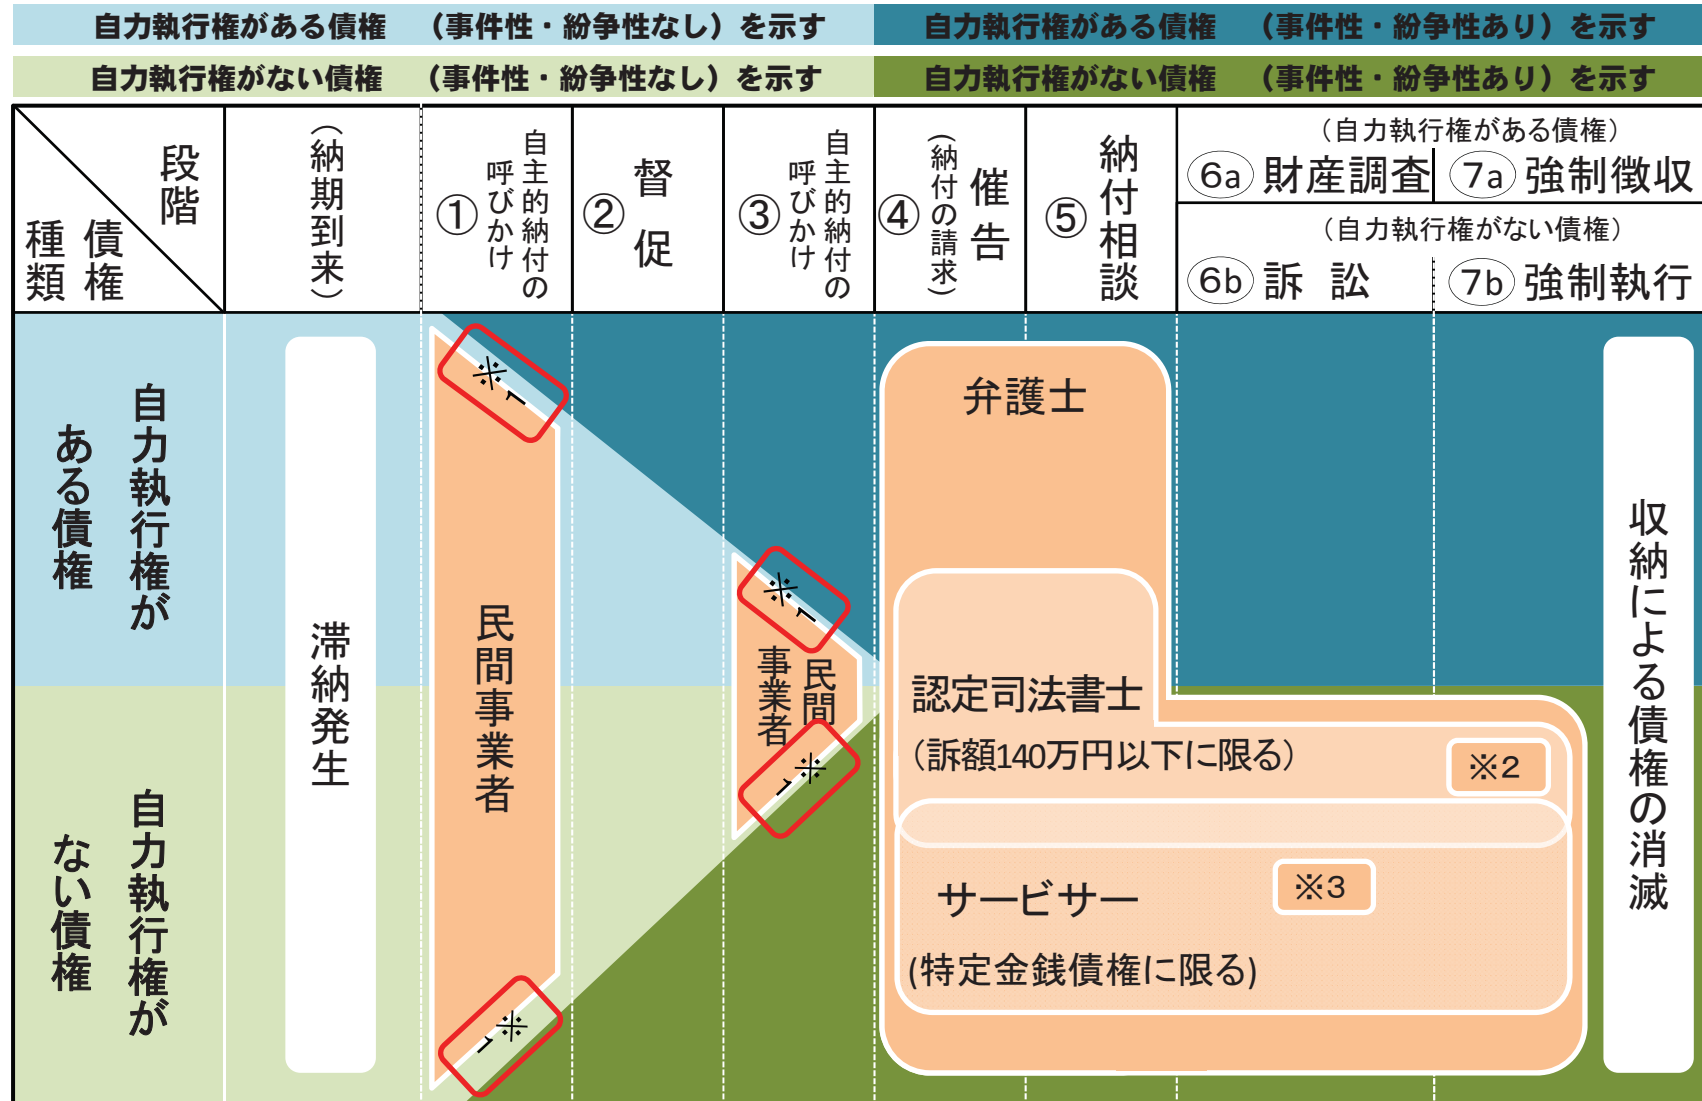 自力執行権がある債権　（事件性・紛争性なし）を示す
自力執行権がある債権　（事件性・紛争性あり）を示す
自力執行権がない債権　（事件性・紛争性なし）を示す
自力執行権がない債権　（事件性・紛争性あり）を示す
段階
債権
種類
（納期到来）
①
自主的納付の
呼びかけ
②
督促
③
自主的納付の
呼びかけ
④
催告
（納付の請求）
⑤
納付相談
（自力執行権がある債権）
6a 財産調査
7a 強制徴収
（自力執行権がない債権）
6b 訴　訟
7b 強制執行
自力執行権が
ある債権
自力執行権が
ない債権
滞納発生
※1
民間事業者
※1
※1
民間
事業者
※1
弁護士
認定司法書士
（訴額140万円以下に限る）
※2
サービサー
※3
(特定金銭債権に限る)
収納による債権の消滅